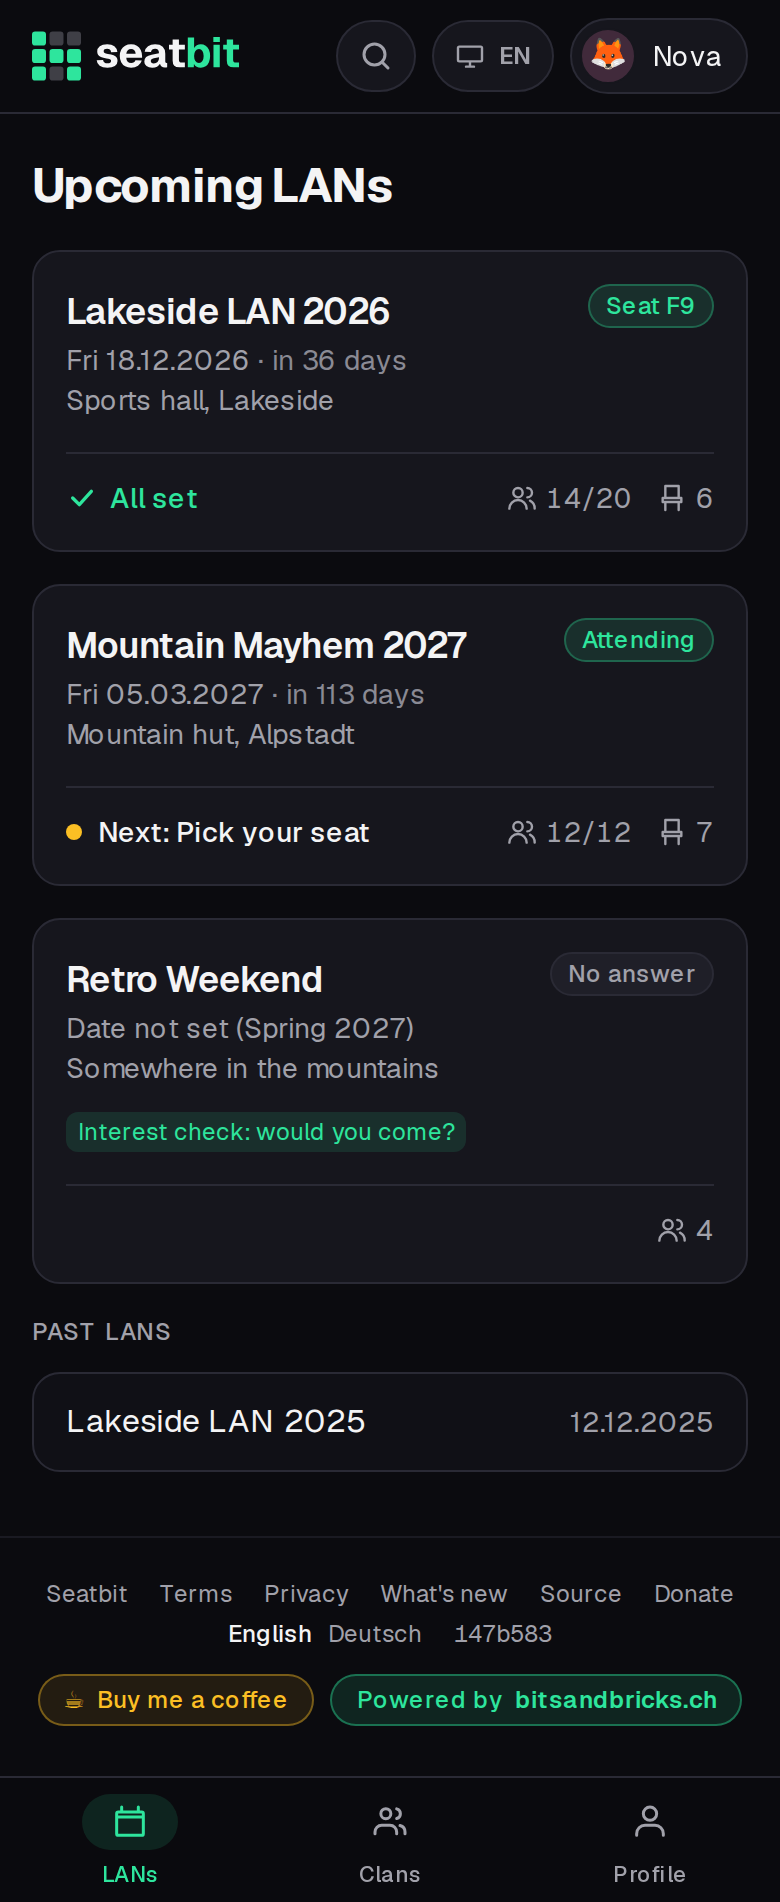 seatbit
EN
Nova
Upcoming LANs
Lakeside LAN 2026
Seat F9
Fri 18.12.2026 · in 36 days
Sports hall, Lakeside
All set
14/20
6
Mountain Mayhem 2027
Attending
Fri 05.03.2027 · in 113 days
Mountain hut, Alpstadt
Next: Pick your seat
12/12
7
Retro Weekend
No answer
Date not set (Spring 2027)
Somewhere in the mountains
Interest check: would you come?
4
PAST LANS
Lakeside LAN 2025
12.12.2025
Seatbit Terms Privacy What's new Source Donate
English Deutsch 147b583
Buy me a coffee
Powered by bitsandbricks.ch
LANs
Clans
Profile